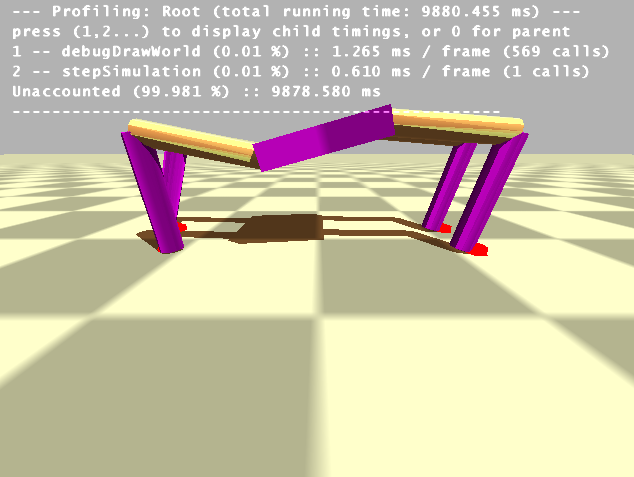 --- Profiling: Root (total running time: 9880.455 ms) ---
press (1,2...) to display child timings, or 0 for parent
1 -- debugDrawWorld (0.01 %) :: 1.265 ms / frame (569 calls)
2 -- stepSimulation (0.01 %) :: 0.610 ms / frame (1 calls)
Unaccounted (99.981 %) :: 9878.580 ms
-------------------------------------------------